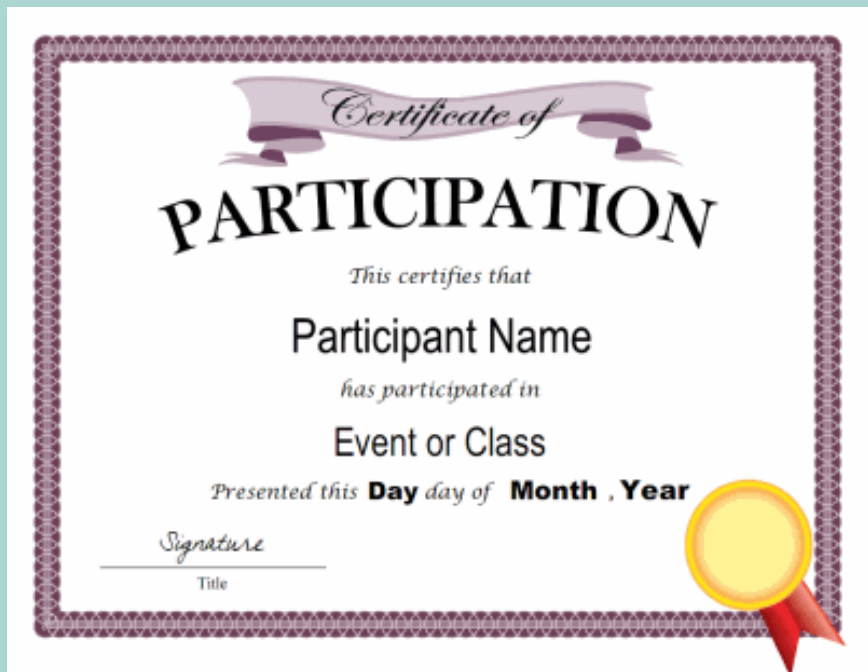 Certificate of
PARTICIPATION
This certifies that
Participant Name
has participated in
Event or Class
Presented this Day day of Month , Year
Signature
Title